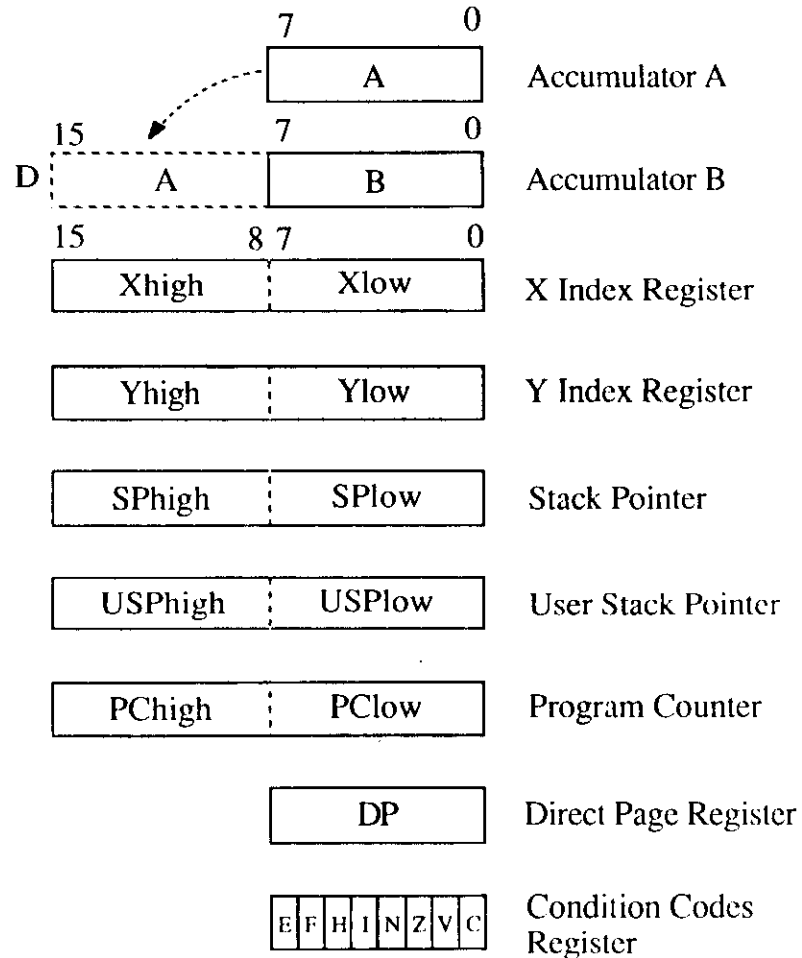 7 0
A Accumulator A
15 7 0
D A B Accumulator B
15 8 7 0
Xhigh Xlow X Index Register
Yhigh Ylow Y Index Register
SPhigh SPlow Stack Pointer
USPhigh USPlow User Stack Pointer
PChigh PClow Program Counter
DP Direct Page Register
E F H I N Z V C Condition Codes
Register